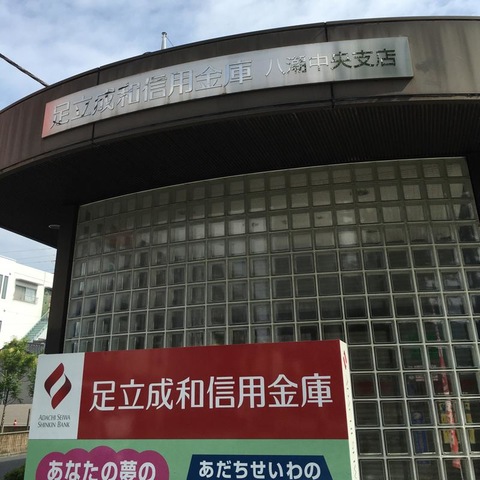 足立成和信用金庫 八潮中央支店
足立成和信用金庫
ADACHI SEIWA
SHINKIN BANK
あなたの夢の
あだちせいわの